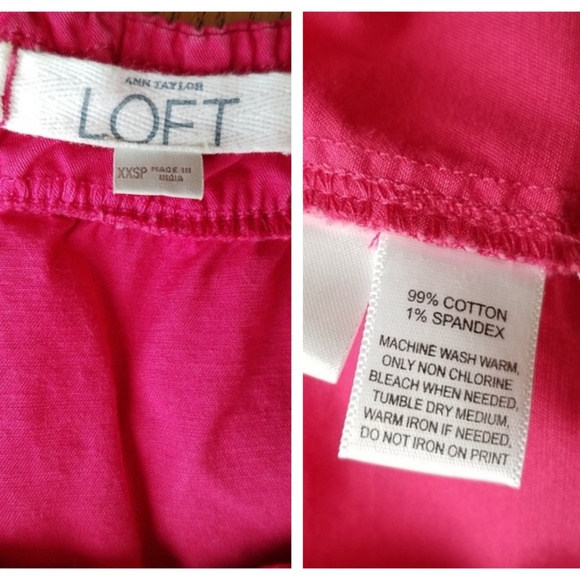 ANN TAYLOR
LOFT
XXSP MADE IN
INDIA
99% COTTON
1% SPANDEX
MACHINE WASH WARM,
ONLY NON CHLORINE
BLEACH WHEN NEEDED,
TUMBLE DRY MEDIUM,
WARM IRON IF NEEDED,
DO NOT IRON ON PRINT